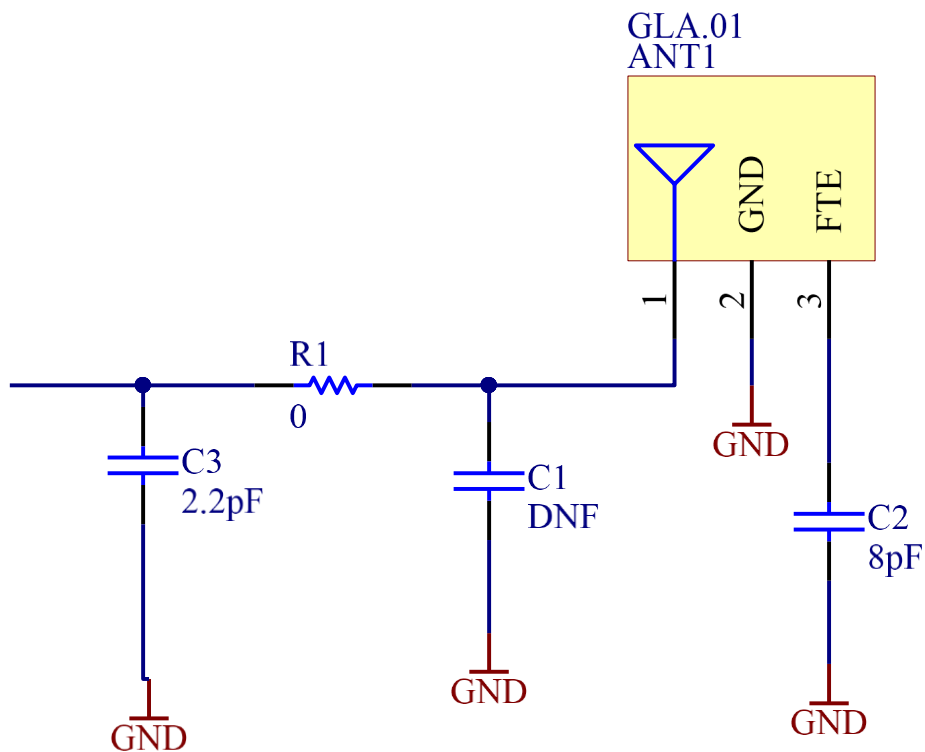 GLA.01
ANT1
GND
FTE
1
2
3
R1
0
GND
C3
2.2pF
C1
DNF
C2
8pF
GND
GND
GND